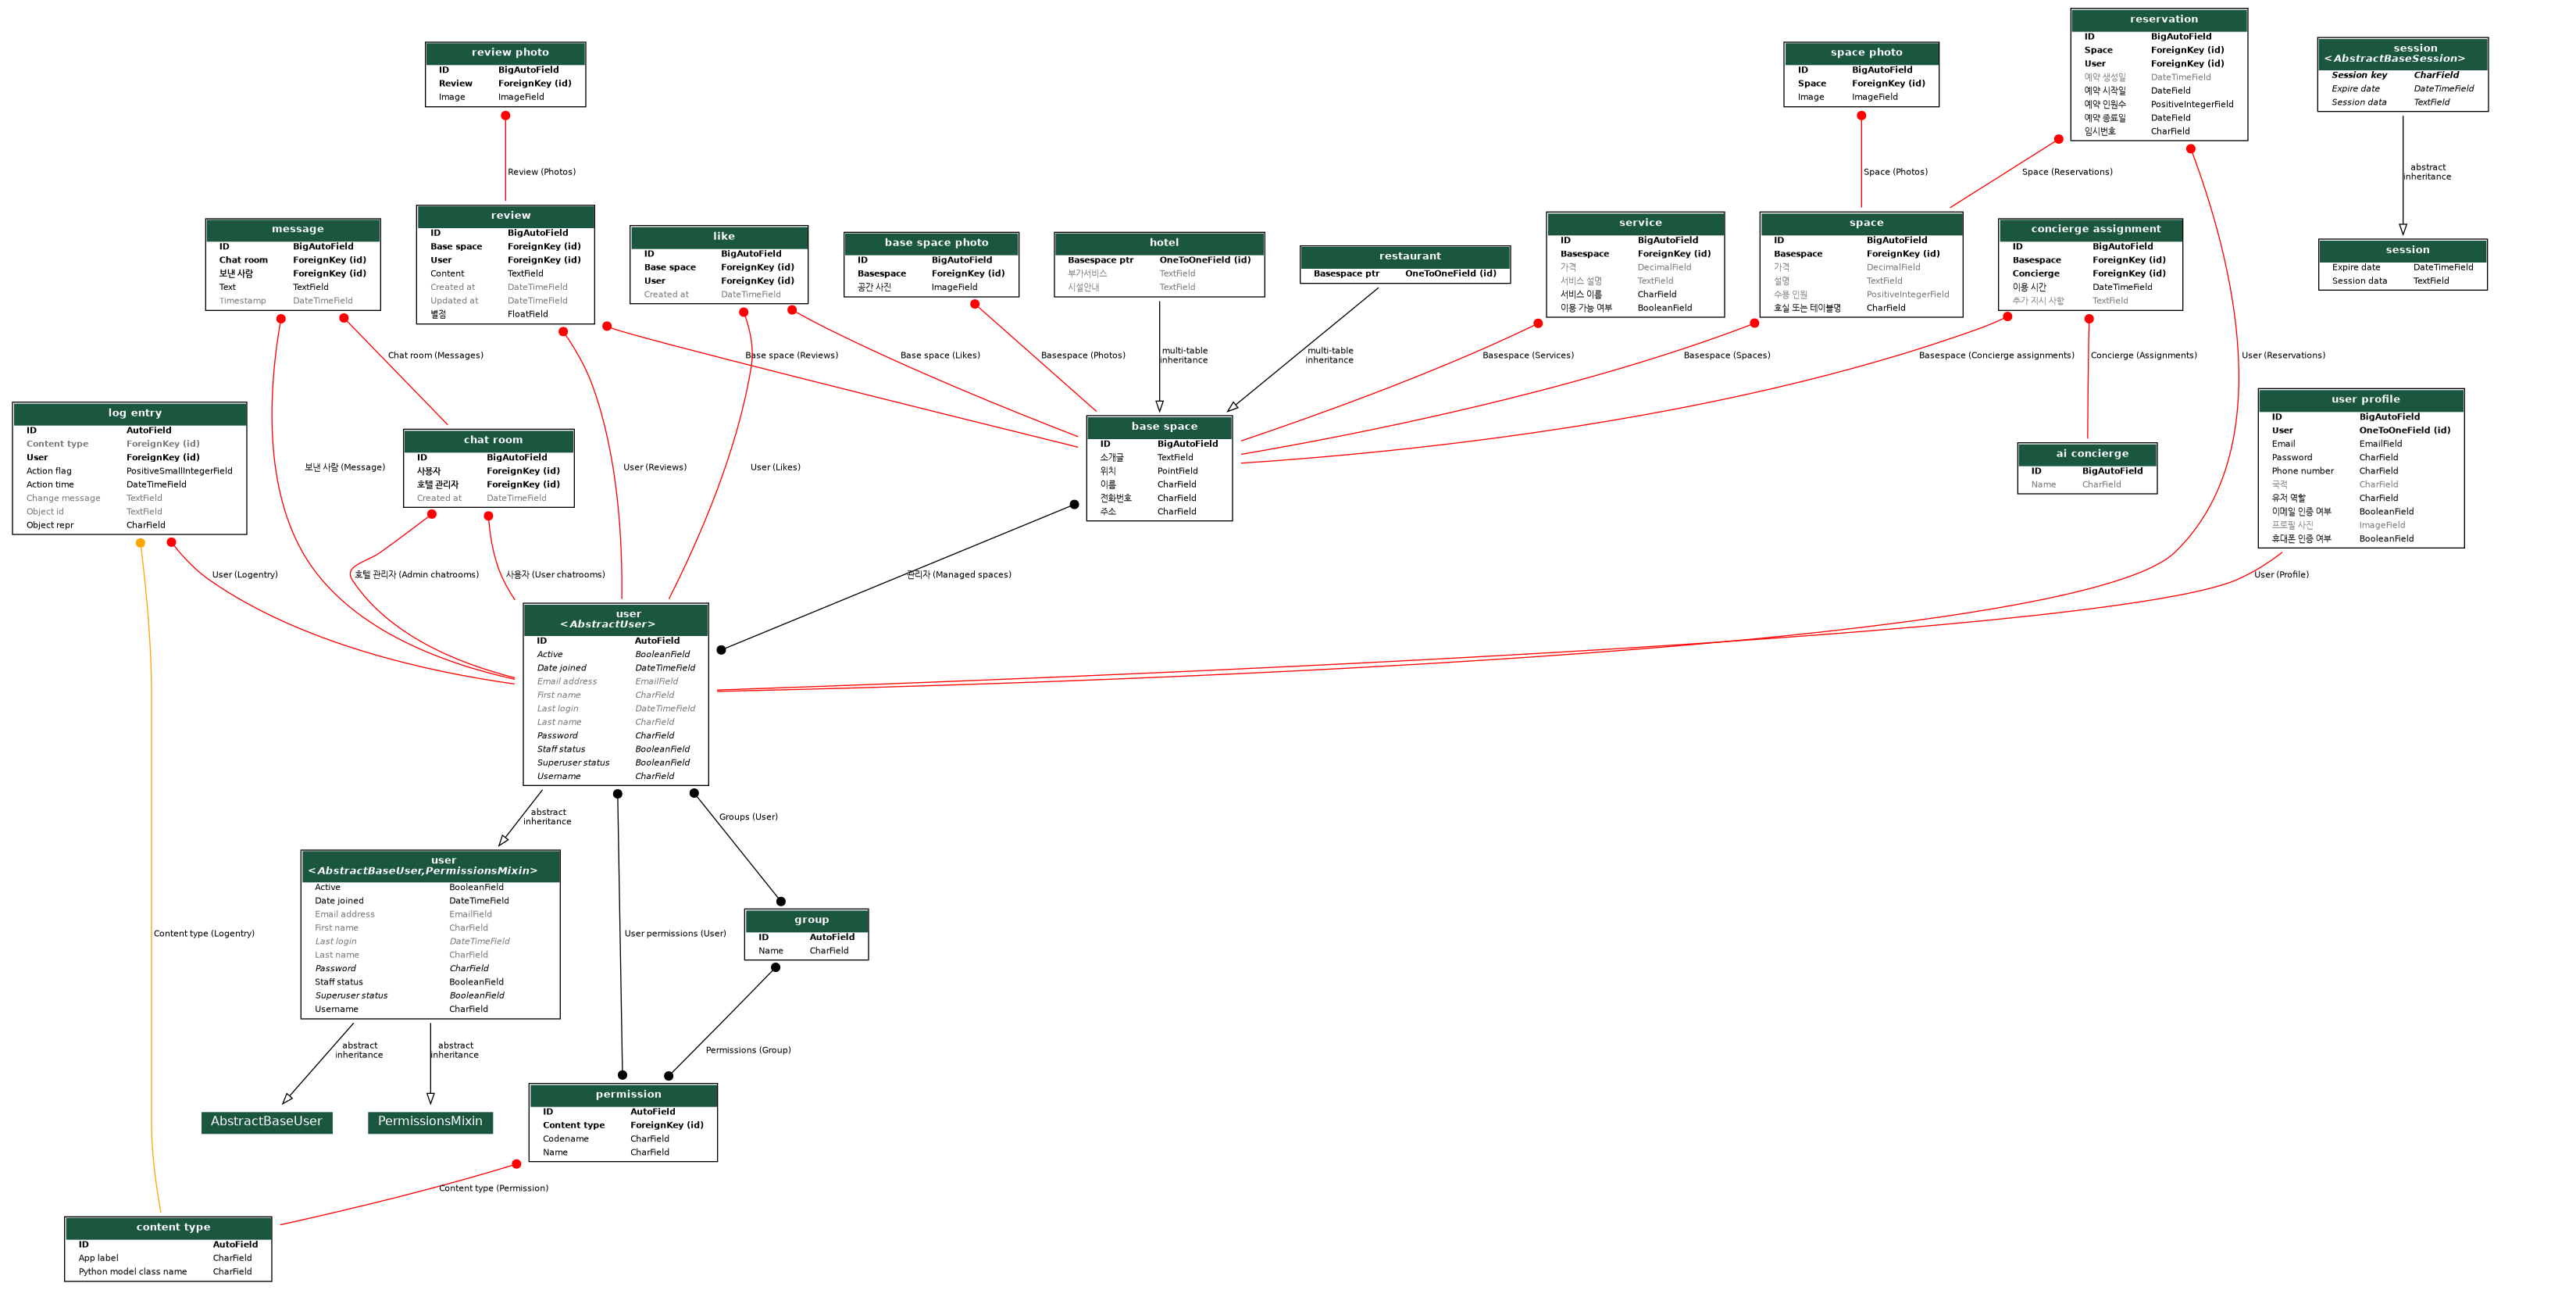 review photo
ID BigAutoField
Review ForeignKey (id)
Image ImageField
space photo
ID BigAutoField
Space ForeignKey (id)
Image ImageField
reservation
ID BigAutoField
Space ForeignKey (id)
User ForeignKey (id)
예약 생성일 DateTimeField
예약 시작일 DateField
예약 인원수 PositiveIntegerField
예약 종료일 DateField
임시번호 CharField
session
<AbstractBaseSession>
Session key CharField
Expire date DateTimeField
Session data TextField
Review (Photos)
Space (Photos)
Space (Reservations)
abstract
inheritance
message
ID BigAutoField
Chat room ForeignKey (id)
보낸 사람 ForeignKey (id)
Text TextField
Timestamp DateTimeField
review
ID BigAutoField
Base space ForeignKey (id)
User ForeignKey (id)
Content TextField
Created at DateTimeField
Updated at DateTimeField
별점 FloatField
like
ID BigAutoField
Base space ForeignKey (id)
User ForeignKey (id)
Created at DateTimeField
base space photo
ID BigAutoField
Basespace ForeignKey (id)
공간 사진 ImageField
hotel
Basespace ptr OneToOneField (id)
부가서비스 TextField
시설안내 TextField
restaurant
Basespace ptr OneToOneField (id)
service
ID BigAutoField
Basespace ForeignKey (id)
가격 DecimalField
서비스 설명 TextField
서비스 이름 CharField
이용 가능 여부 BooleanField
space
ID BigAutoField
Basespace ForeignKey (id)
가격 DecimalField
설명 TextField
수용 인원 PositiveIntegerField
호실 또는 테이블명 CharField
concierge assignment
ID BigAutoField
Basespace ForeignKey (id)
Concierge ForeignKey (id)
이용 시간 DateTimeField
추가 지시 사항 TextField
session
Expire date DateTimeField
Session data TextField
Chat room (Messages)
Base space (Reviews)
Base space (Likes)
Basespace (Photos)
multi-table
inheritance
multi-table
inheritance
Basespace (Services)
Basespace (Spaces)
Basespace (Concierge assignments)
Concierge (Assignments)
User (Reservations)
log entry
ID AutoField
Content type ForeignKey (id)
User ForeignKey (id)
Action flag PositiveSmallIntegerField
Action time DateTimeField
Change message TextField
Object id TextField
Object repr CharField
chat room
ID BigAutoField
사용자 ForeignKey (id)
호텔 관리자 ForeignKey (id)
Created at DateTimeField
base space
ID BigAutoField
소개글 TextField
위치 PointField
이름 CharField
전화번호 CharField
주소 CharField
ai concierge
ID BigAutoField
Name CharField
user profile
ID BigAutoField
User OneToOneField (id)
Email EmailField
Password CharField
Phone number CharField
국적 CharField
유저 역할 CharField
이메일 인증 여부 BooleanField
프로필 사진 ImageField
휴대폰 인증 여부 BooleanField
보낸 사람 (Message)
User (Reviews)
User (Likes)
User (Logentry)
호텔 관리자 (Admin chatrooms)
사용자 (User chatrooms)
관리자 (Managed spaces)
User (Profile)
user
<AbstractUser>
ID AutoField
Active BooleanField
Date joined DateTimeField
Email address EmailField
First name CharField
Last login DateTimeField
Last name CharField
Password CharField
Staff status BooleanField
Superuser status BooleanField
Username CharField
abstract
inheritance
Groups (User)
user
<AbstractBaseUser,PermissionsMixin>
Active BooleanField
Date joined DateTimeField
Email address EmailField
First name CharField
Last login DateTimeField
Last name CharField
Password CharField
Staff status BooleanField
Superuser status BooleanField
Username CharField
Content type (Logentry)
User permissions (User)
group
ID AutoField
Name CharField
abstract
inheritance
abstract
inheritance
Permissions (Group)
AbstractBaseUser
PermissionsMixin
permission
ID AutoField
Content type ForeignKey (id)
Codename CharField
Name CharField
Content type (Permission)
content type
ID AutoField
App label CharField
Python model class name CharField